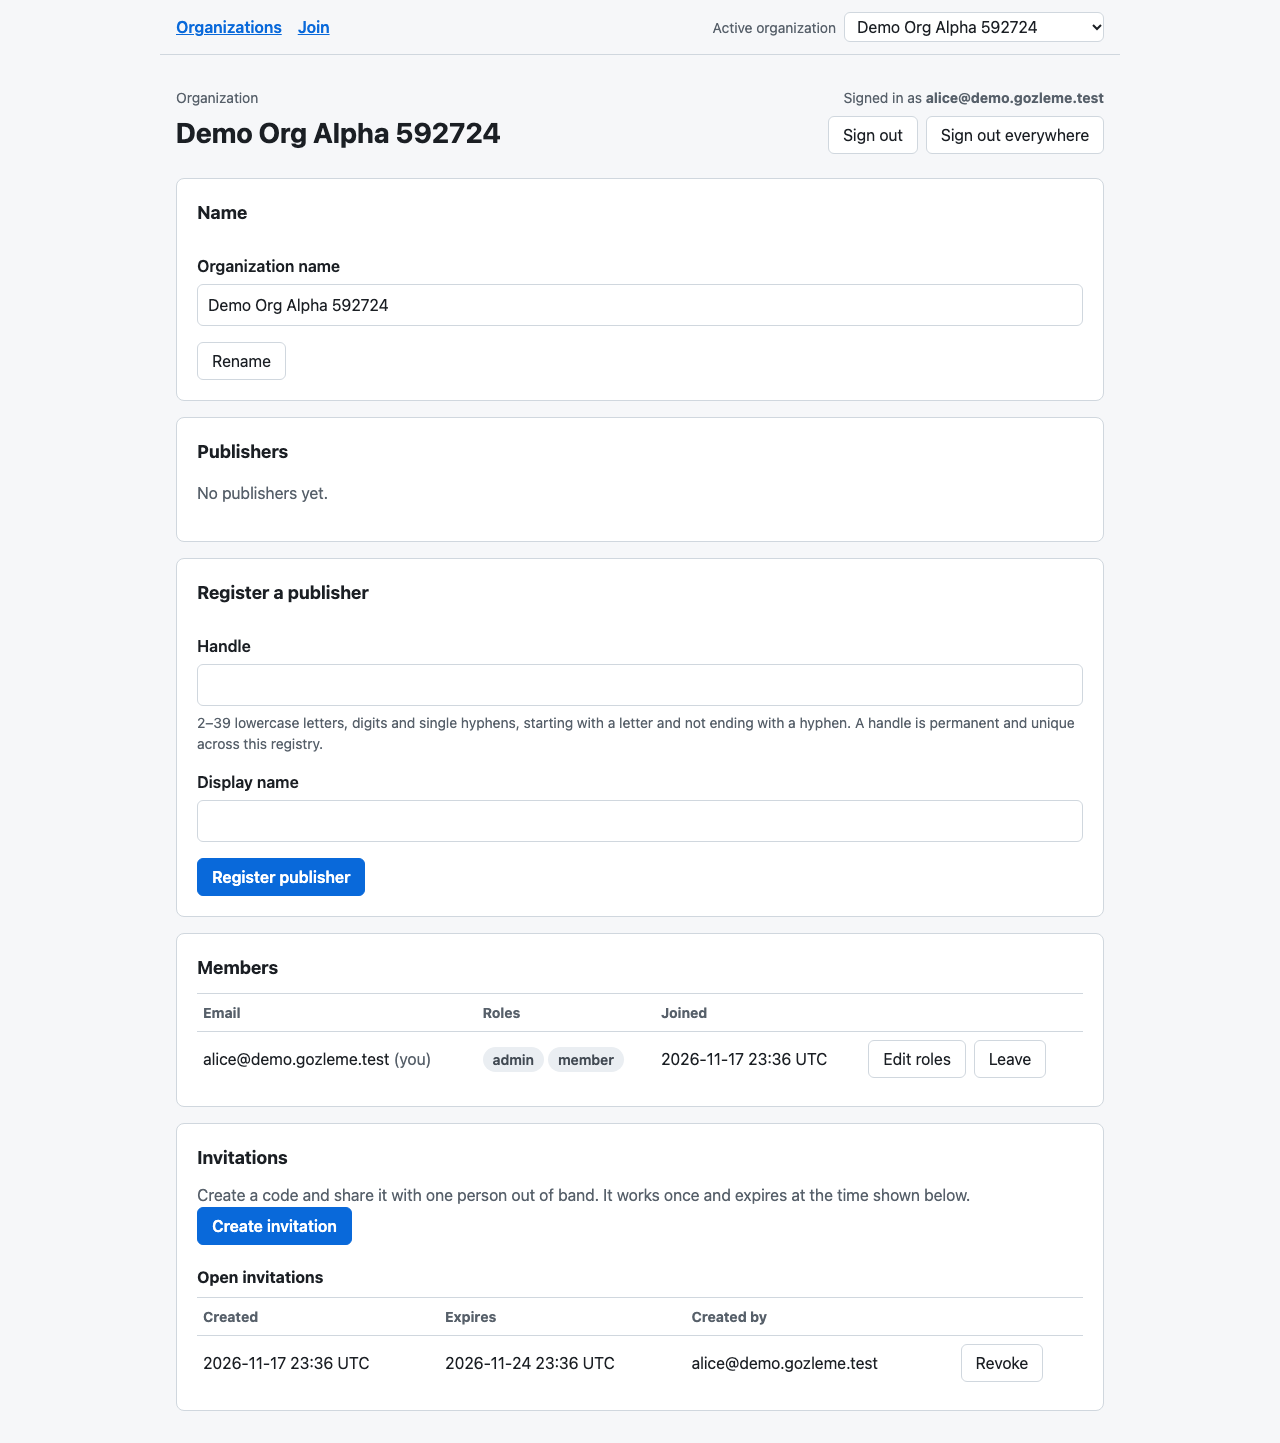 Organizations Join Active organization Demo Org Alpha 592724
Organization Signed in as alice@demo.gozleme.test
Demo Org Alpha 592724 Sign out Sign out everywhere
Name
Organization name
Demo Org Alpha 592724
Rename
Publishers
No publishers yet.
Register a publisher
Handle
2–39 lowercase letters, digits and single hyphens, starting with a letter and not ending with a hyphen. A handle is permanent and unique
across this registry.
Display name
Register publisher
Members
Email Roles Joined
alice@demo.gozleme.test (you) admin member 2026-11-17 23:36 UTC Edit roles Leave
Invitations
Create a code and share it with one person out of band. It works once and expires at the time shown below.
Create invitation
Open invitations
Created Expires Created by
2026-11-17 23:36 UTC 2026-11-24 23:36 UTC alice@demo.gozleme.test Revoke